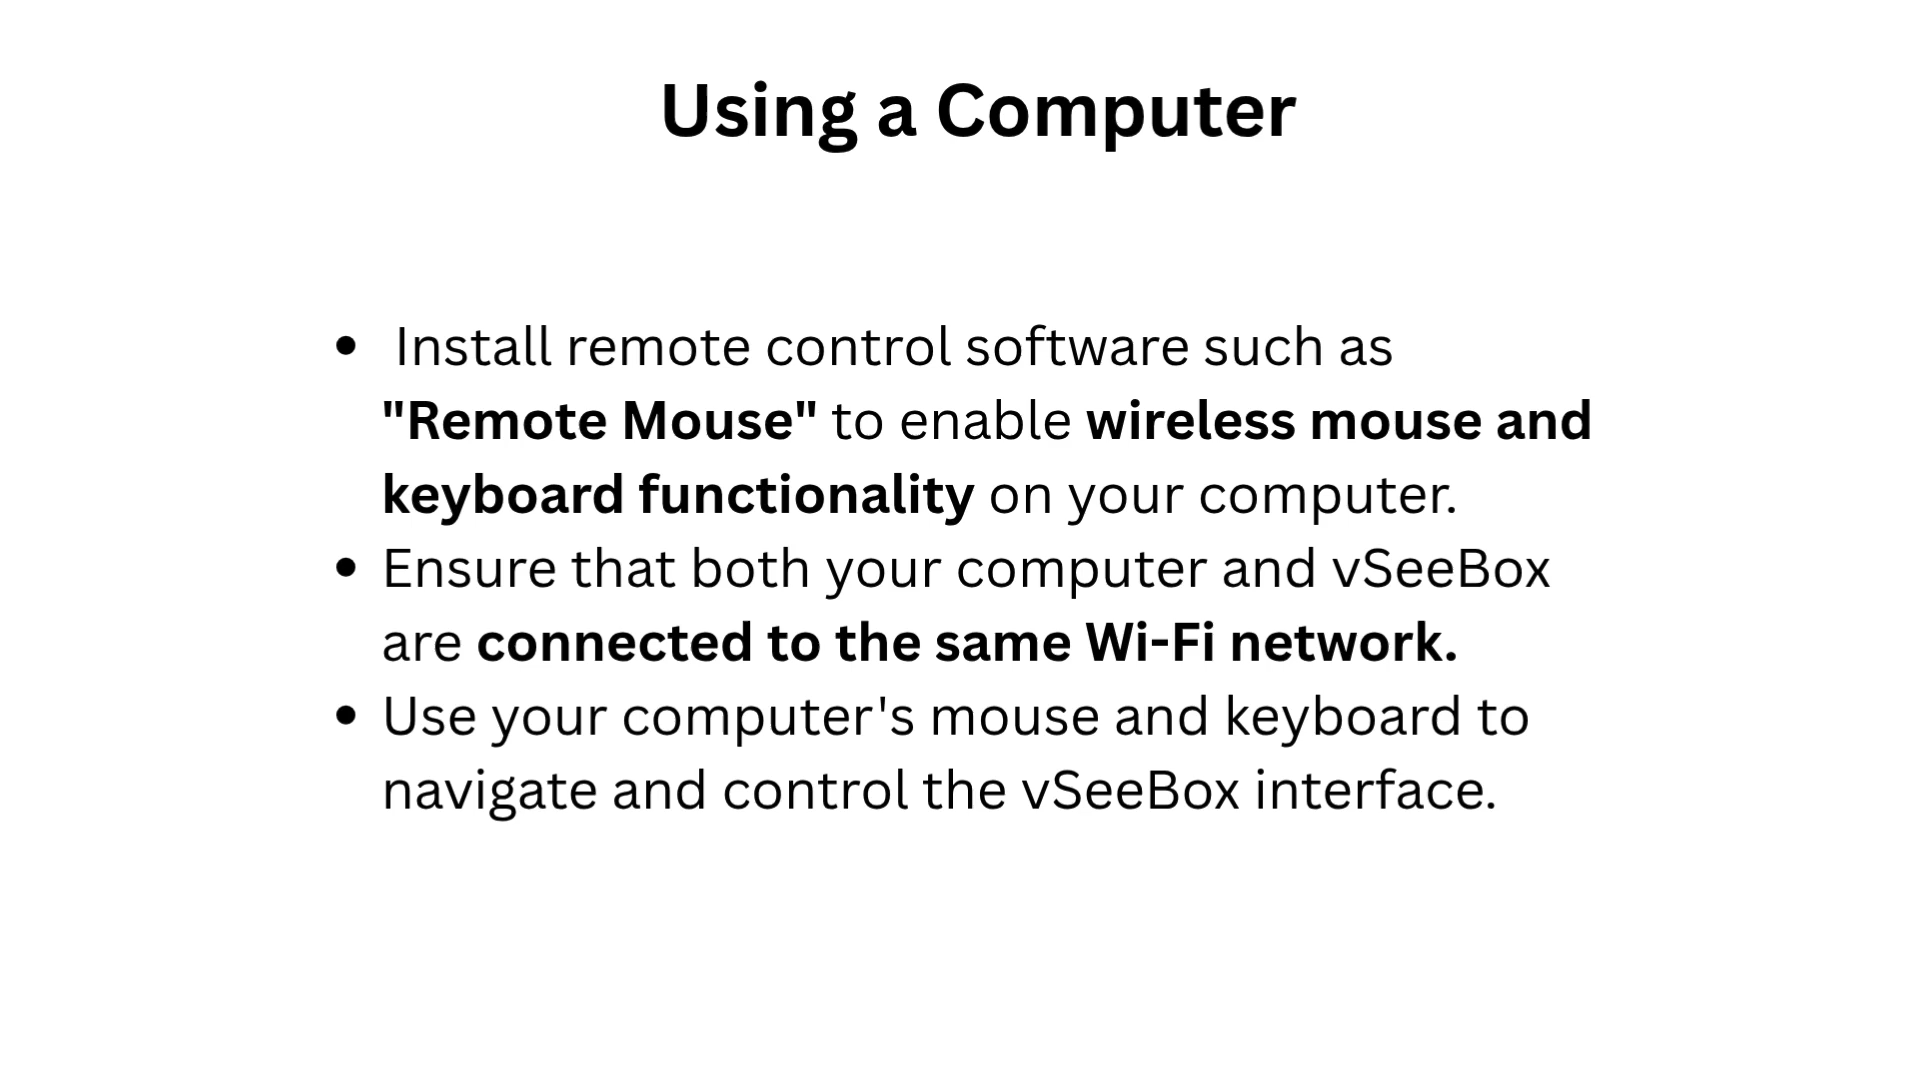 Using a Computer
• Install remote control software such as
"Remote Mouse" to enable wireless mouse and
keyboard functionality on your computer.
• Ensure that both your computer and vSeeBox
are connected to the same Wi-Fi network.
• Use your computer's mouse and keyboard to
navigate and control the vSeeBox interface.